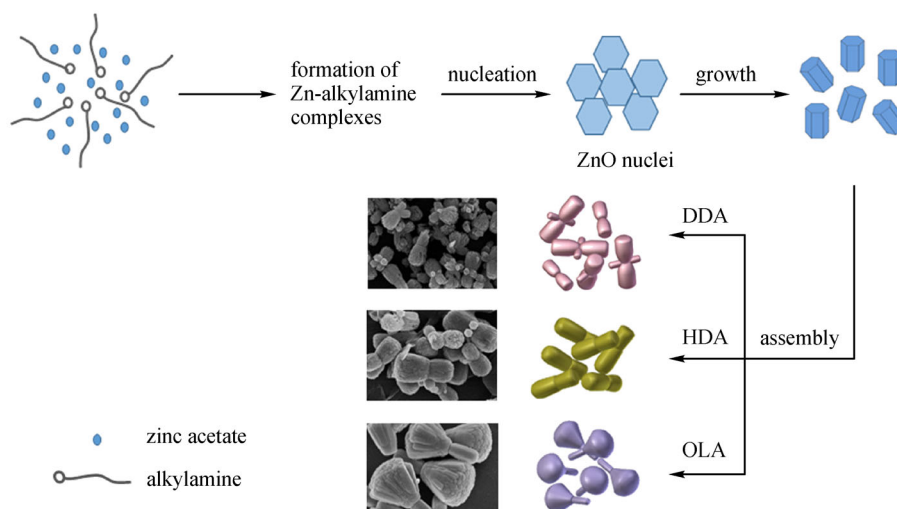 formation of
Zn-alkylamine
complexes
nucleation
growth
ZnO nuclei
DDA
HDA
assembly
OLA
zinc acetate
alkylamine